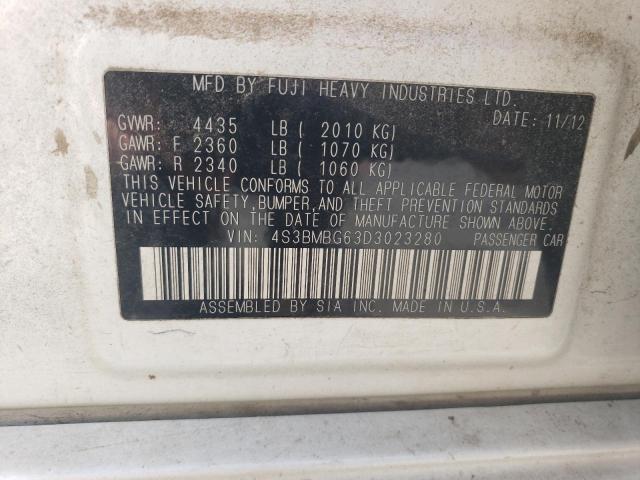 MFD BY FUJI HEAVY INDUSTRIES LTD.
DATE: 11/12
GVWR: 4435 LB ( 2010 KG)
GAWR: F 2360 LB ( 1070 KG)
GAWR: R 2340 LB ( 1060 KG)
THIS VEHICLE CONFORMS TO ALL APPLICABLE FEDERAL MOTOR
VEHICLE SAFETY,BUMPER,AND THEFT PREVENTION STANDARDS
IN EFFECT ON THE DATE OF MANUFACTURE SHOWN ABOVE.
VIN: 4S3BMBG63D3023280 PASSENGER CAR
ASSEMBLED BY SIA INC. MADE IN U.S.A.